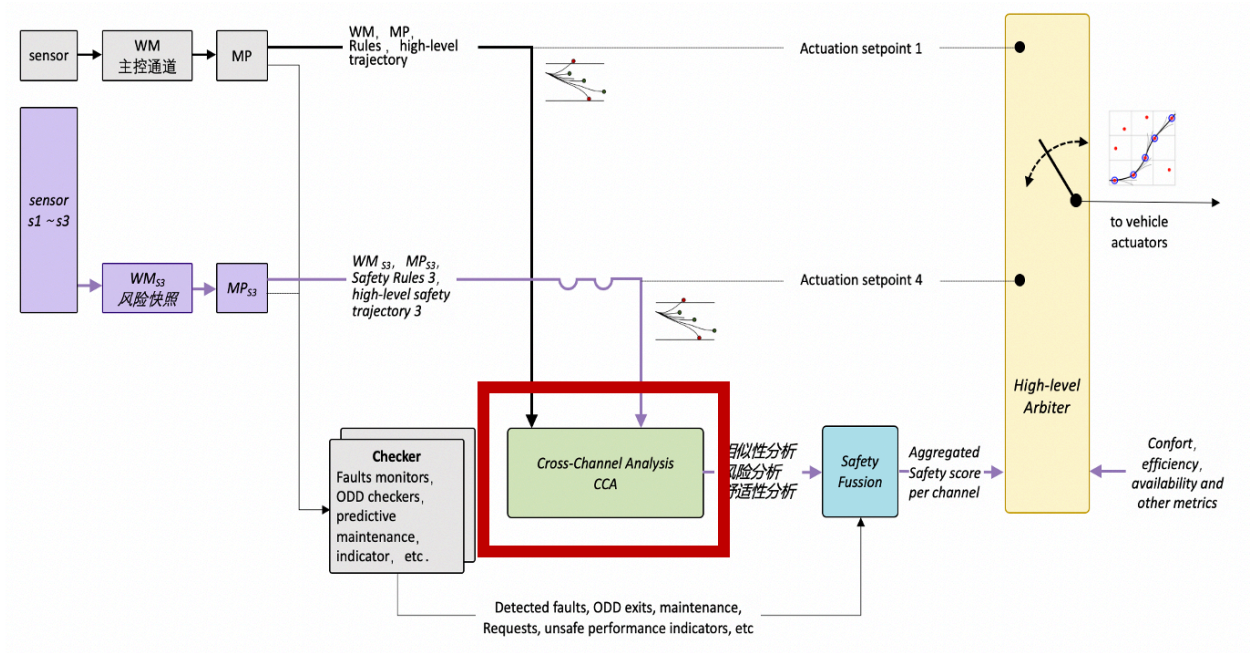 sensor
WM
主控通道
MP
WM，MP，
Rules，high-level
trajectory
Actuation setpoint 1
sensor
s1～s3
WMS3
风险快照
MPS3
WM S3，MPS3，
Safety Rules 3，
high-level safety
trajectory 3
Actuation setpoint 4
to vehicle
actuators
High-level
Arbiter
Checker
Faults monitors，
ODD checkers，
predictive
maintenance，
indicator，etc.
Cross-Channel Analysis
CCA
相似性分析
风险分析
舒适性分析
Safety
Fussion
Aggregated
Safety score
per channel
Confort，
efficiency，
availability and
other metrics
Detected faults, ODD exits, maintenance,
Requests, unsafe performance indicators, etc